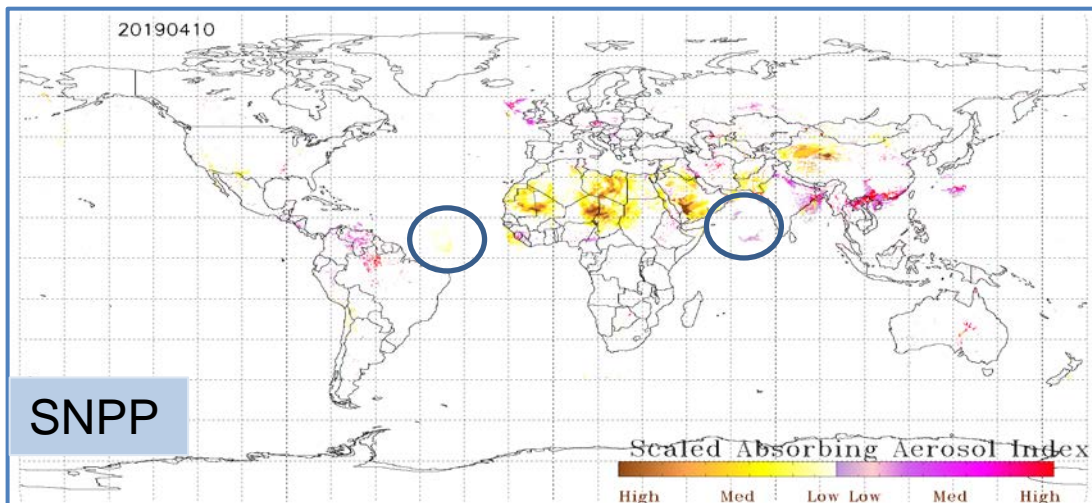 20190410
SNPP
Scaled Absorbing Aerosol Index
High Med Low Low Med High